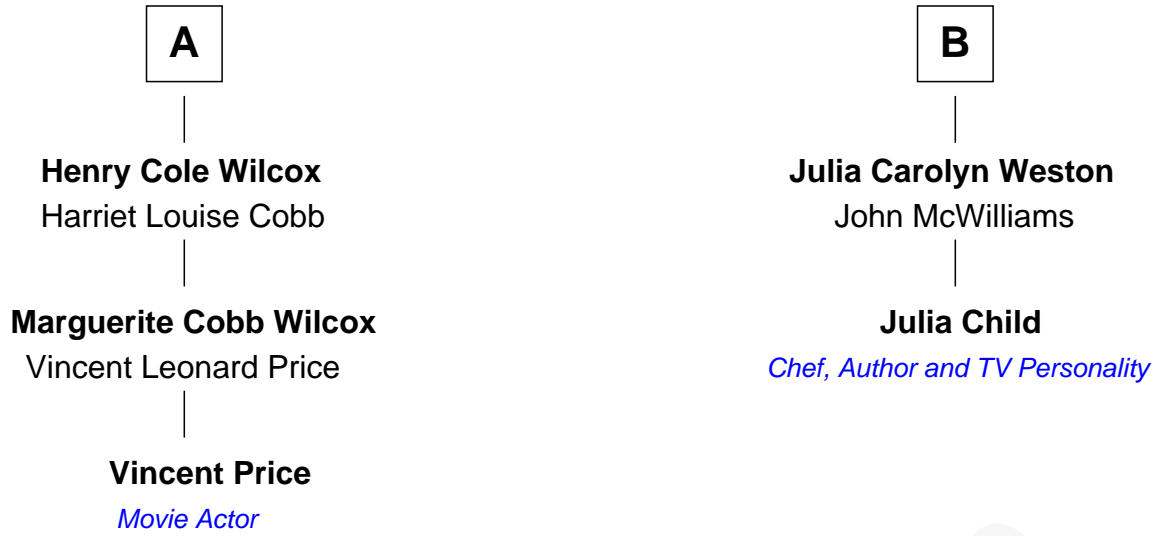 A
Henry Cole Wilcox
Harriet Louise Cobb
Marguerite Cobb Wilcox
Vincent Leonard Price
Vincent Price
Movie Actor
B
Julia Carolyn Weston
John McWilliams
Julia Child
Chef, Author and TV Personality